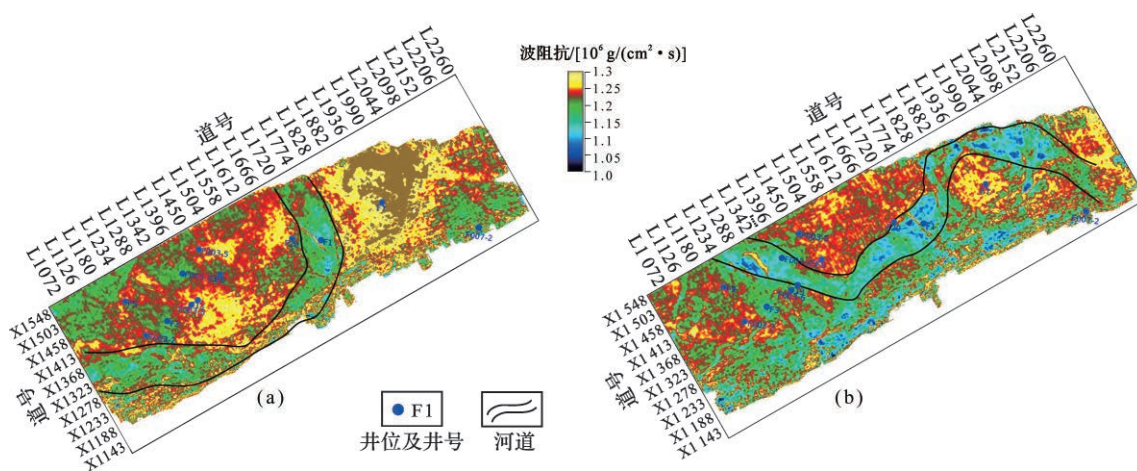 道号
L1072
L1126
L1180
L1234
L1288
L1342
L1396
L1450
L1504
L1558
L1612
L1666
L1720
L1774
L1828
L1882
L1936
L1990
L2044
L2098
L2152
L2206
L2260
道号
X1548
X1503
X1458
X1413
X1368
X1323
X1278
X1233
X1188
X1143
F1
(a)
波阻抗/[10⁶ g/(cm²·s)]
1.3
1.25
1.2
1.15
1.1
1.05
1.0
F1
井位及井号
河道
道号
L1072
L1126
L1180
L1234
L1288
L1342
L1396
L1450
L1504
L1558
L1612
L1666
L1720
L1774
L1828
L1882
L1936
L1990
L2044
L2098
L2152
L2206
L2260
道号
X1 548
X1 503
X1 458
X1 413
X1 368
X1 323
X1 278
X1 233
X1 188
X1 143
(b)